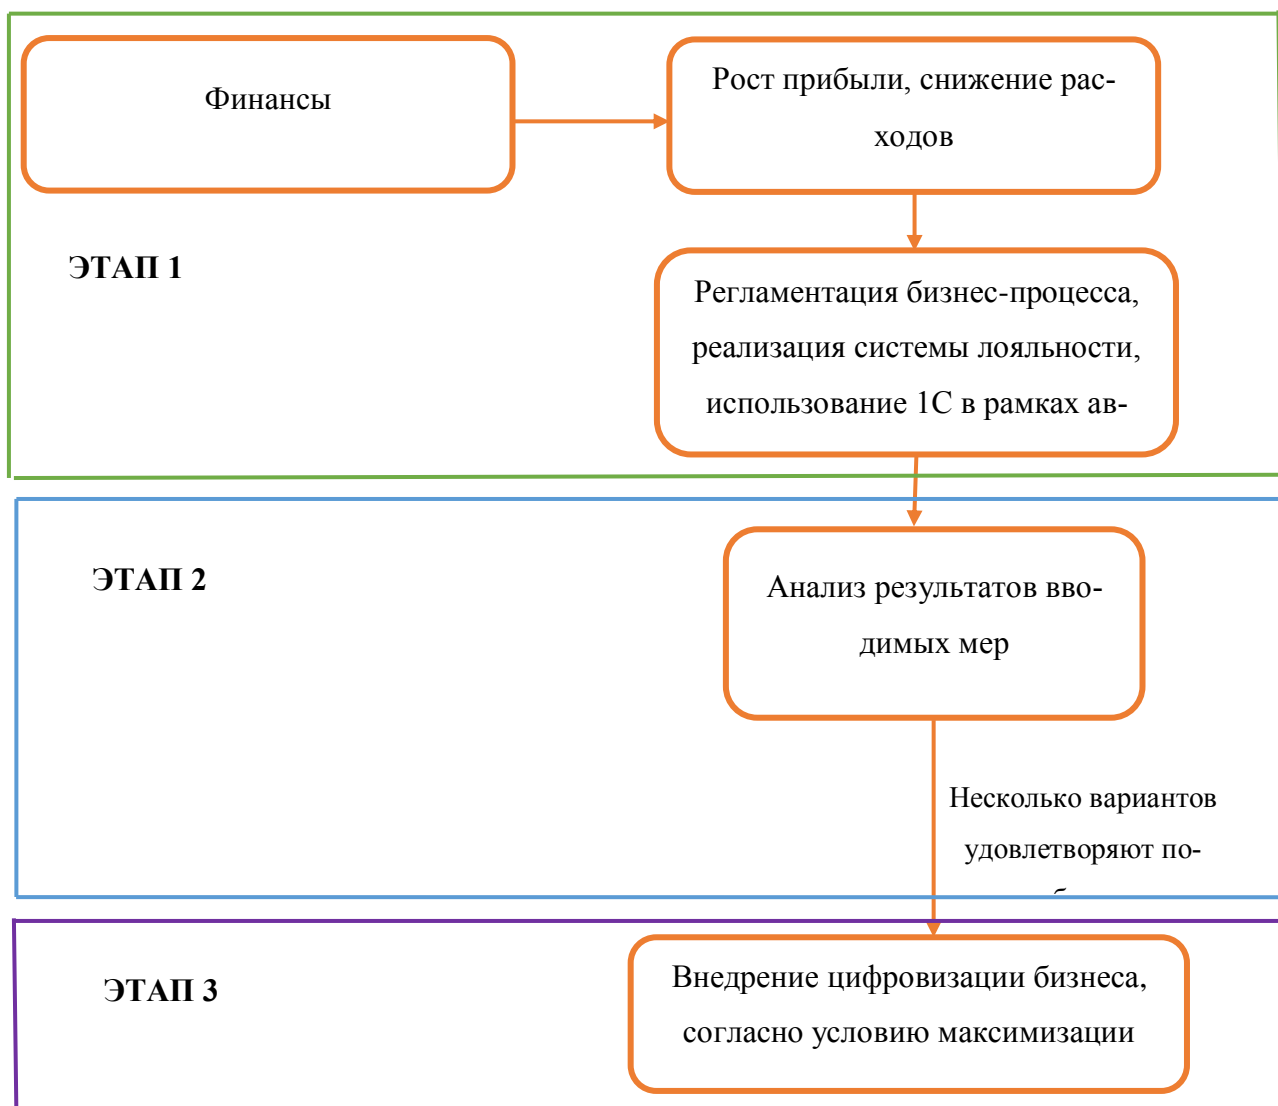 Финансы
Рост прибыли, снижение рас-
ходов
ЭТАП 1
Регламентация бизнес-процесса,
реализация системы лояльности,
использование 1С в рамках ав-
ЭТАП 2
Анализ результатов вво-
димых мер
Несколько вариантов
удовлетворяют по-
ЭТАП 3
Внедрение цифровизации бизнеса,
согласно условию максимизации